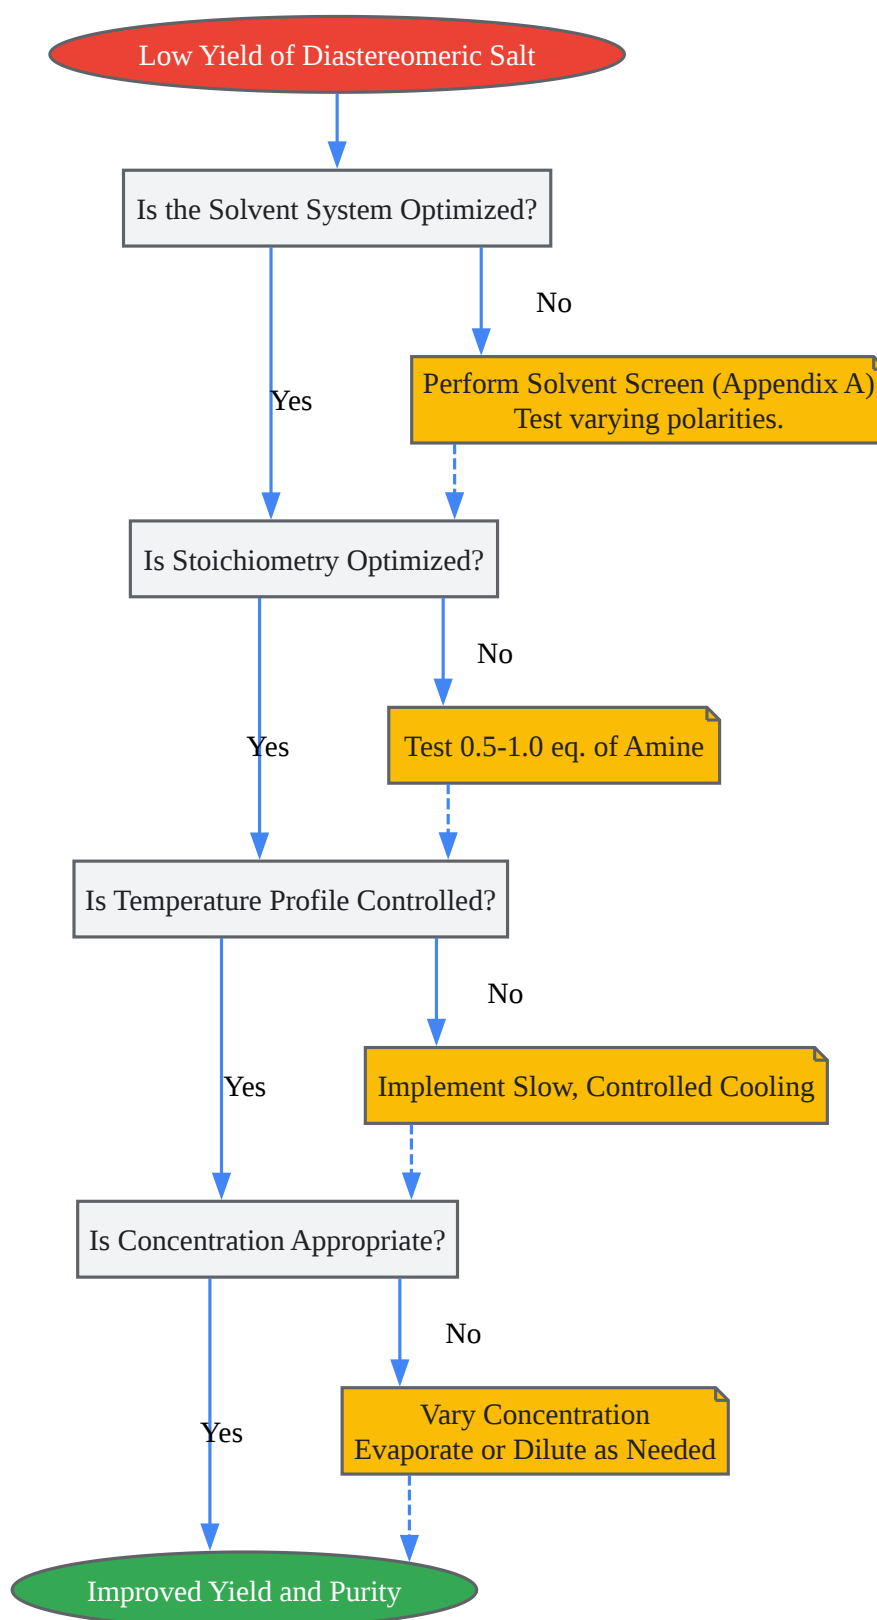 Low Yield of Diastereomeric Salt
Is the Solvent System Optimized?
No
Perform Solvent Screen (Appendix A)
Test varying polarities.
Yes
Is Stoichiometry Optimized?
No
Test 0.5-1.0 eq. of Amine
Yes
Is Temperature Profile Controlled?
No
Implement Slow, Controlled Cooling
Yes
Is Concentration Appropriate?
No
Vary Concentration
Evaporate or Dilute as Needed
Yes
Improved Yield and Purity